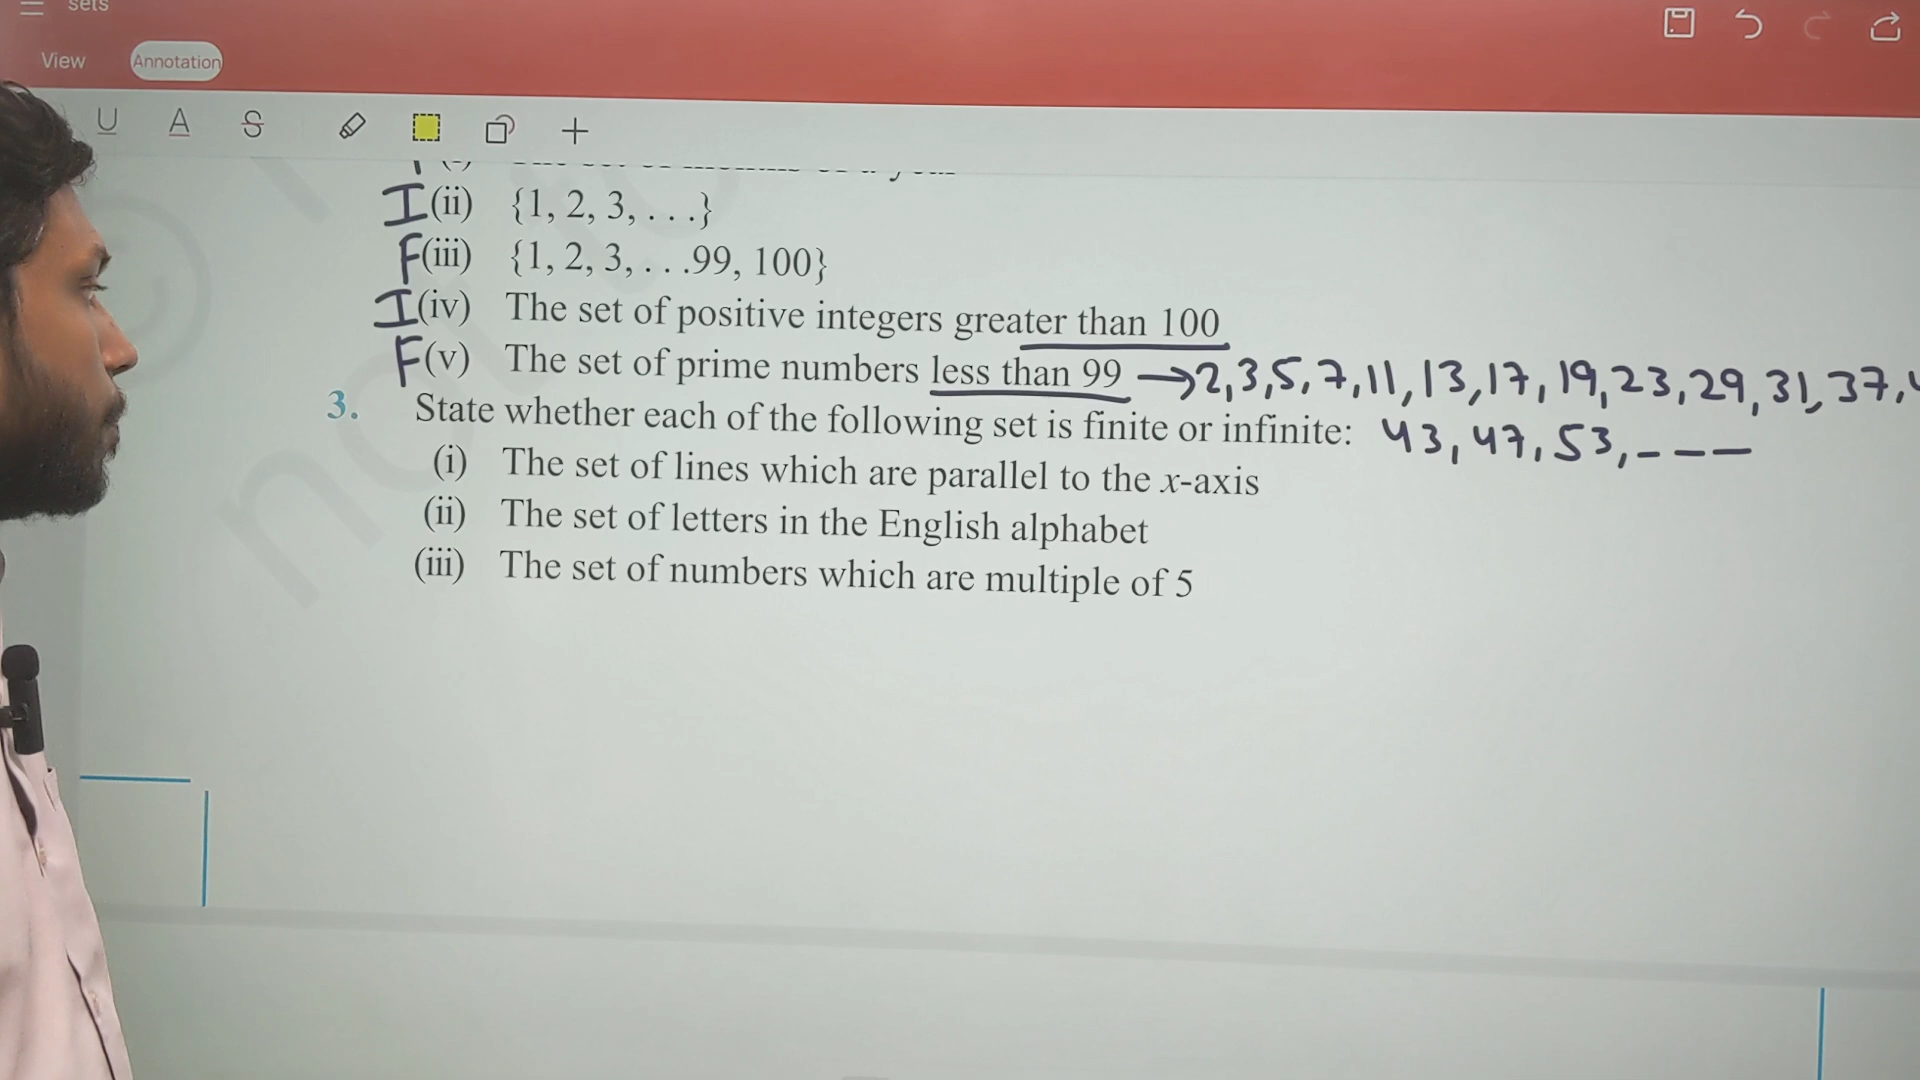 sets
View Annotation
U A S
I (ii) {1, 2, 3, . . .}
F (iii) {1, 2, 3, . . .99, 100}
I (iv) The set of positive integers greater than 100
F (v) The set of prime numbers less than 99 → 2, 3, 5, 7, 11, 13, 17, 19, 23, 29, 31, 37,
3. State whether each of the following set is finite or infinite: 43, 47, 53, - - -
(i) The set of lines which are parallel to the x-axis
(ii) The set of letters in the English alphabet
(iii) The set of numbers which are multiple of 5